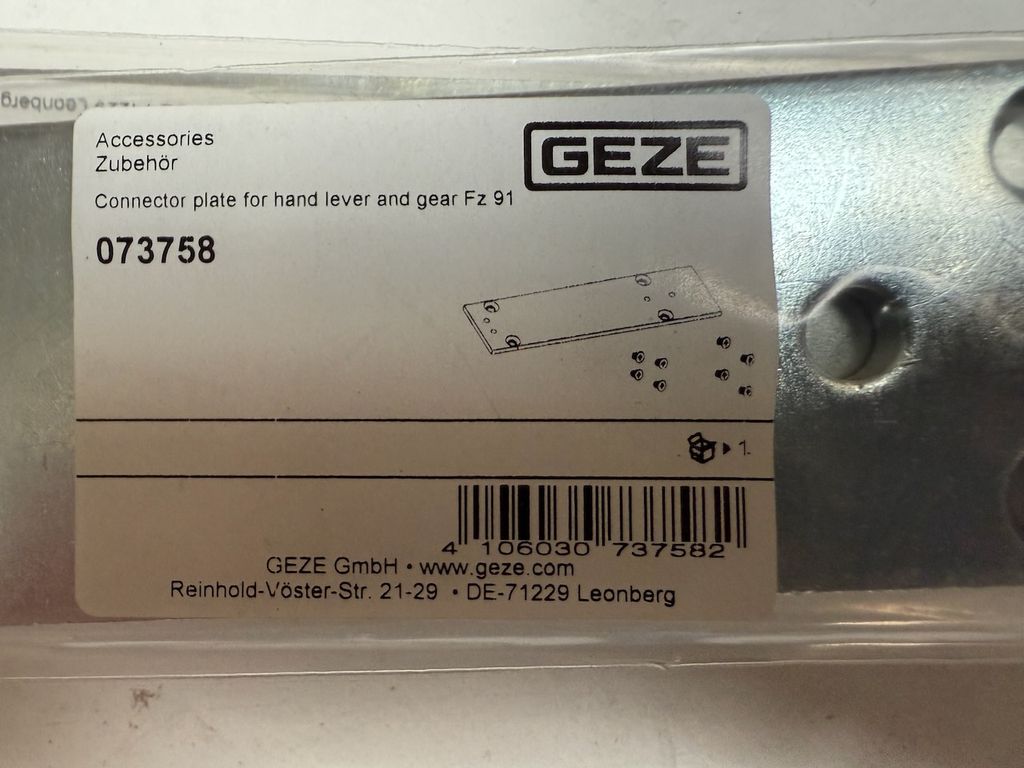 Accessories
Zubehör
GEZE
Connector plate for hand lever and gear Fz 91
073758
1
4 106030 737582
GEZE GmbH • www.geze.com
Reinhold-Vöster-Str. 21-29 • DE-71229 Leonberg